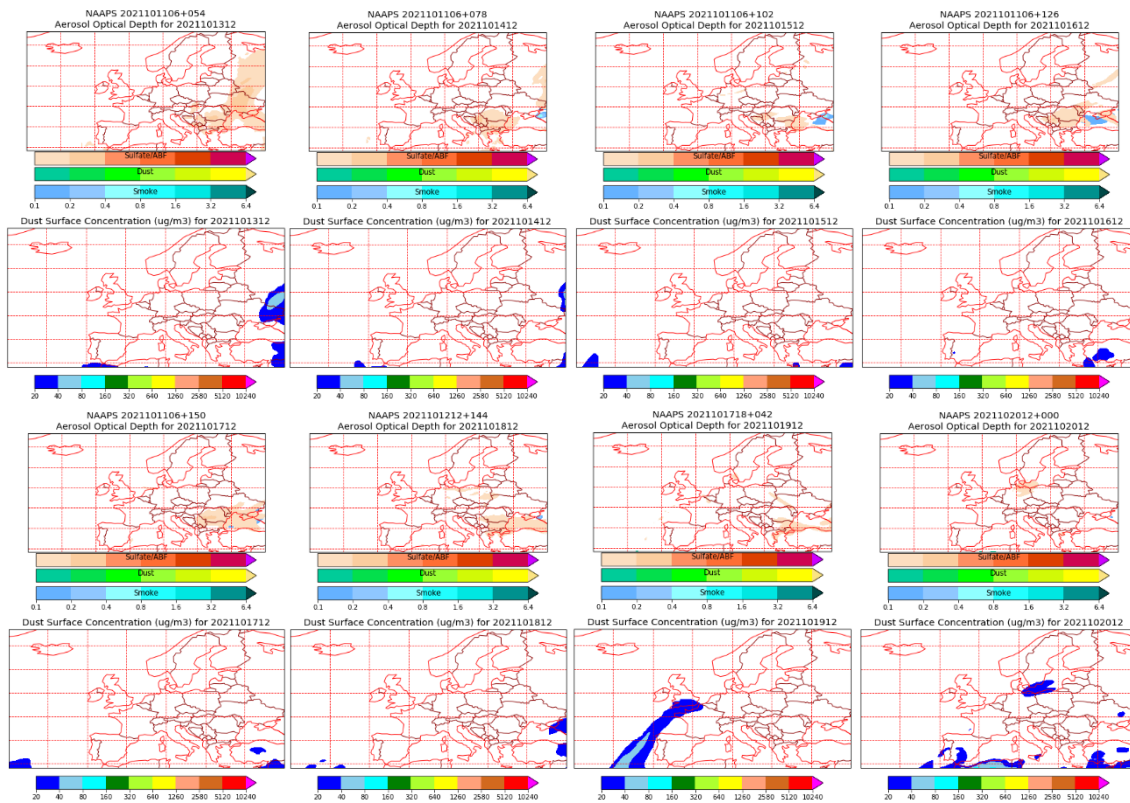 NAAPS 2021101106+054
Aerosol Optical Depth for 2021101312
NAAPS 2021101106+078
Aerosol Optical Depth for 2021101412
NAAPS 2021101106+102
Aerosol Optical Depth for 2021101512
NAAPS 2021101106+126
Aerosol Optical Depth for 2021101612
Sulfate/ABF
Dust
Smoke
0.1 0.2 0.4 0.8 1.6 3.2 6.4
Sulfate/ABF
Dust
Smoke
0.1 0.2 0.4 0.8 1.6 3.2 6.4
Sulfate/ABF
Dust
Smoke
0.1 0.2 0.4 0.8 1.6 3.2 6.4
Sulfate/ABF
Dust
Smoke
0.1 0.2 0.4 0.8 1.6 3.2 6.4
Dust Surface Concentration (ug/m3) for 2021101312
Dust Surface Concentration (ug/m3) for 2021101412
Dust Surface Concentration (ug/m3) for 2021101512
Dust Surface Concentration (ug/m3) for 2021101612
20 40 80 160 320 640 1260 2580 5120 10240
20 40 80 160 320 640 1260 2580 5120 10240
20 40 80 160 320 640 1260 2580 5120 10240
20 40 80 160 320 640 1260 2580 5120 10240
NAAPS 2021101106+150
Aerosol Optical Depth for 2021101712
NAAPS 2021101212+144
Aerosol Optical Depth for 2021101812
NAAPS 2021101718+042
Aerosol Optical Depth for 2021101912
NAAPS 2021102012+000
Aerosol Optical Depth for 2021102012
Sulfate/ABF
Dust
Smoke
0.1 0.2 0.4 0.8 1.6 3.2 6.4
Sulfate/ABF
Dust
Smoke
0.1 0.2 0.4 0.8 1.6 3.2 6.4
Sulfate/ABF
Dust
Smoke
0.1 0.2 0.4 0.8 1.6 3.2 6.4
Sulfate/ABF
Dust
Smoke
0.1 0.2 0.4 0.8 1.6 3.2 6.4
Dust Surface Concentration (ug/m3) for 2021101712
Dust Surface Concentration (ug/m3) for 2021101812
Dust Surface Concentration (ug/m3) for 2021101912
Dust Surface Concentration (ug/m3) for 2021102012
20 40 80 160 320 640 1260 2580 5120 10240
20 40 80 160 320 640 1260 2580 5120 10240
20 40 80 160 320 640 1260 2580 5120 10240
20 40 80 160 320 640 1260 2580 5120 10240